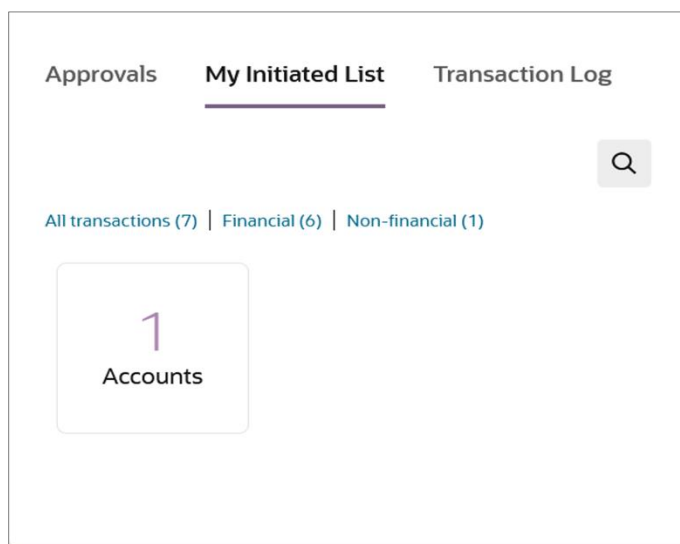 Approvals My Initiated List Transaction Log
All transactions (7) | Financial (6) | Non-financial (1)
1
Accounts